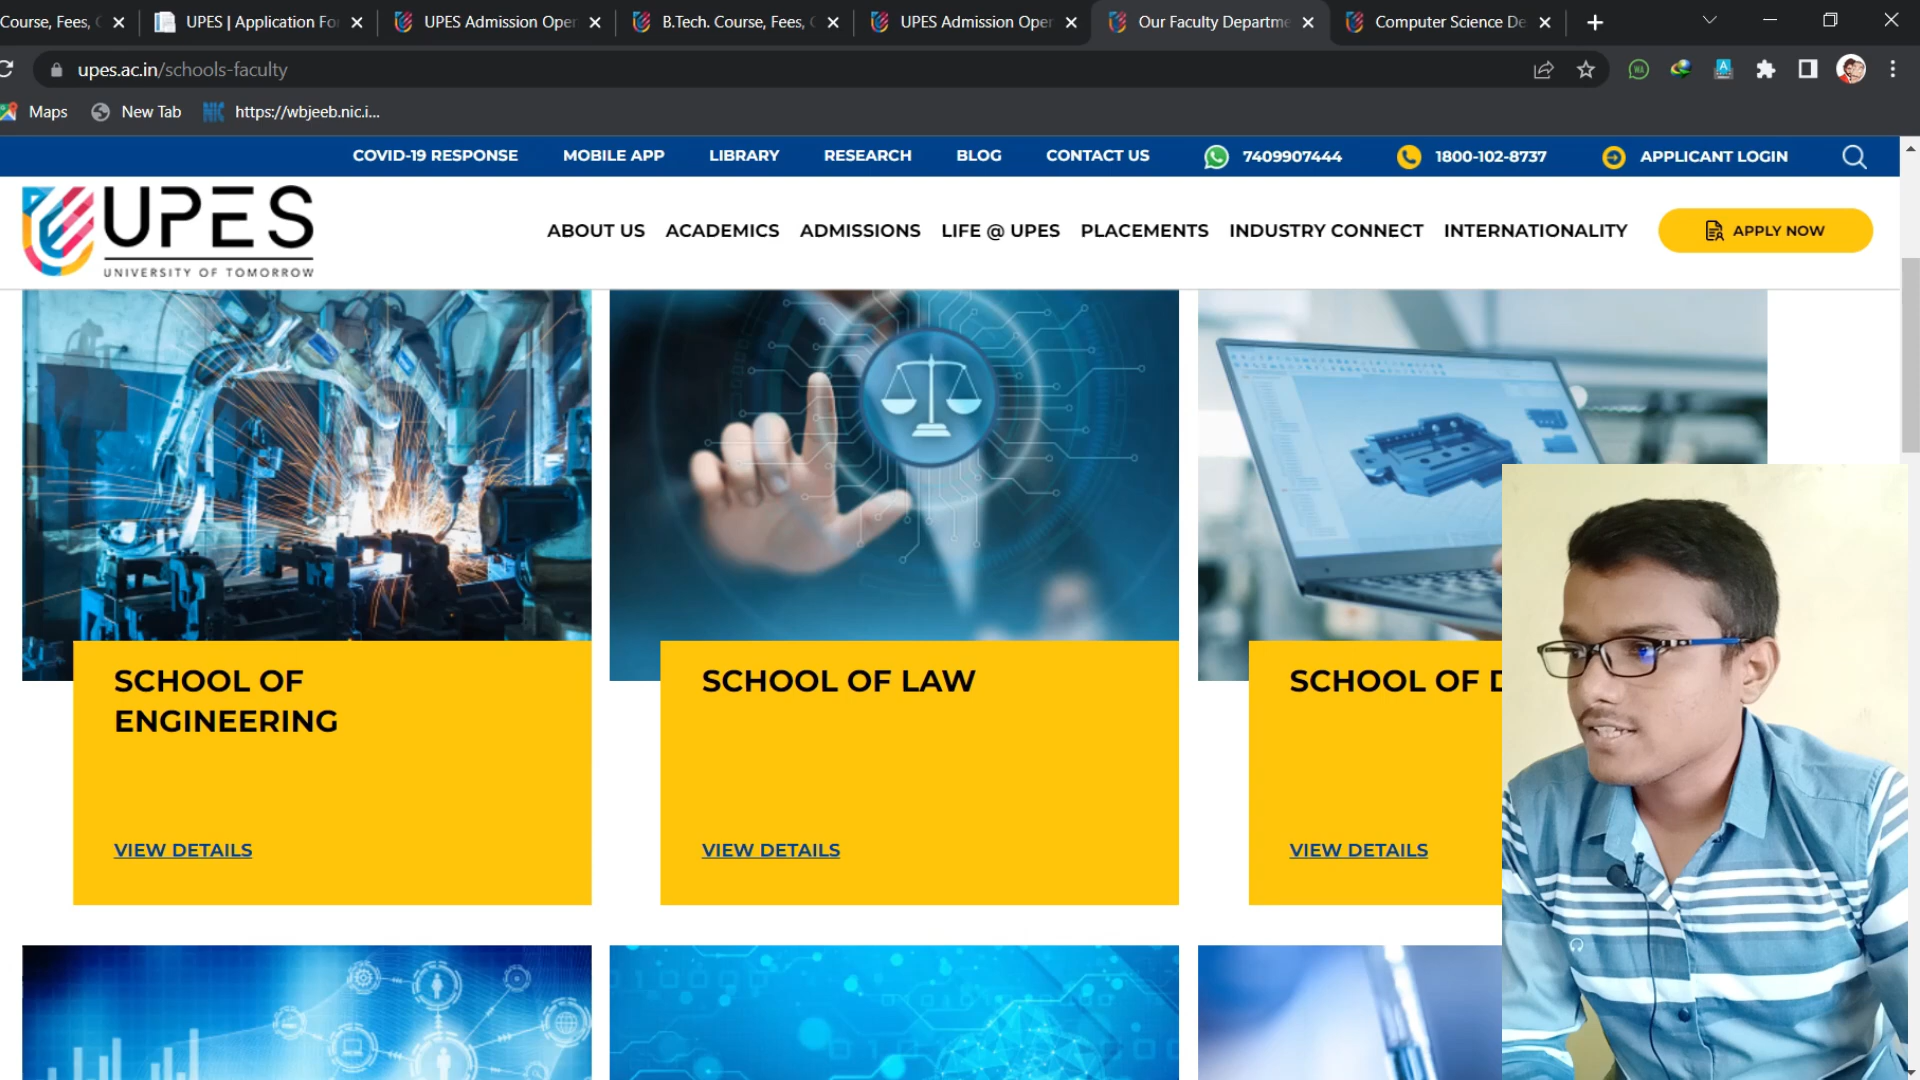 Course, Fees,
UPES | Application Fo
UPES Admission Oper
B.Tech. Course, Fees,
UPES Admission Oper
Our Faculty Departme
Computer Science De
upes.ac.in/schools-faculty
Maps
New Tab
https://wbjeeb.nic.i...
COVID-19 RESPONSE
MOBILE APP
LIBRARY
RESEARCH
BLOG
CONTACT US
7409907444
1800-102-8737
APPLICANT LOGIN
UPES
UNIVERSITY OF TOMORROW
ABOUT US
ACADEMICS
ADMISSIONS
LIFE @ UPES
PLACEMENTS
INDUSTRY CONNECT
INTERNATIONALITY
APPLY NOW
SCHOOL OF
ENGINEERING
VIEW DETAILS
SCHOOL OF LAW
VIEW DETAILS
SCHOOL OF D
VIEW DETAILS